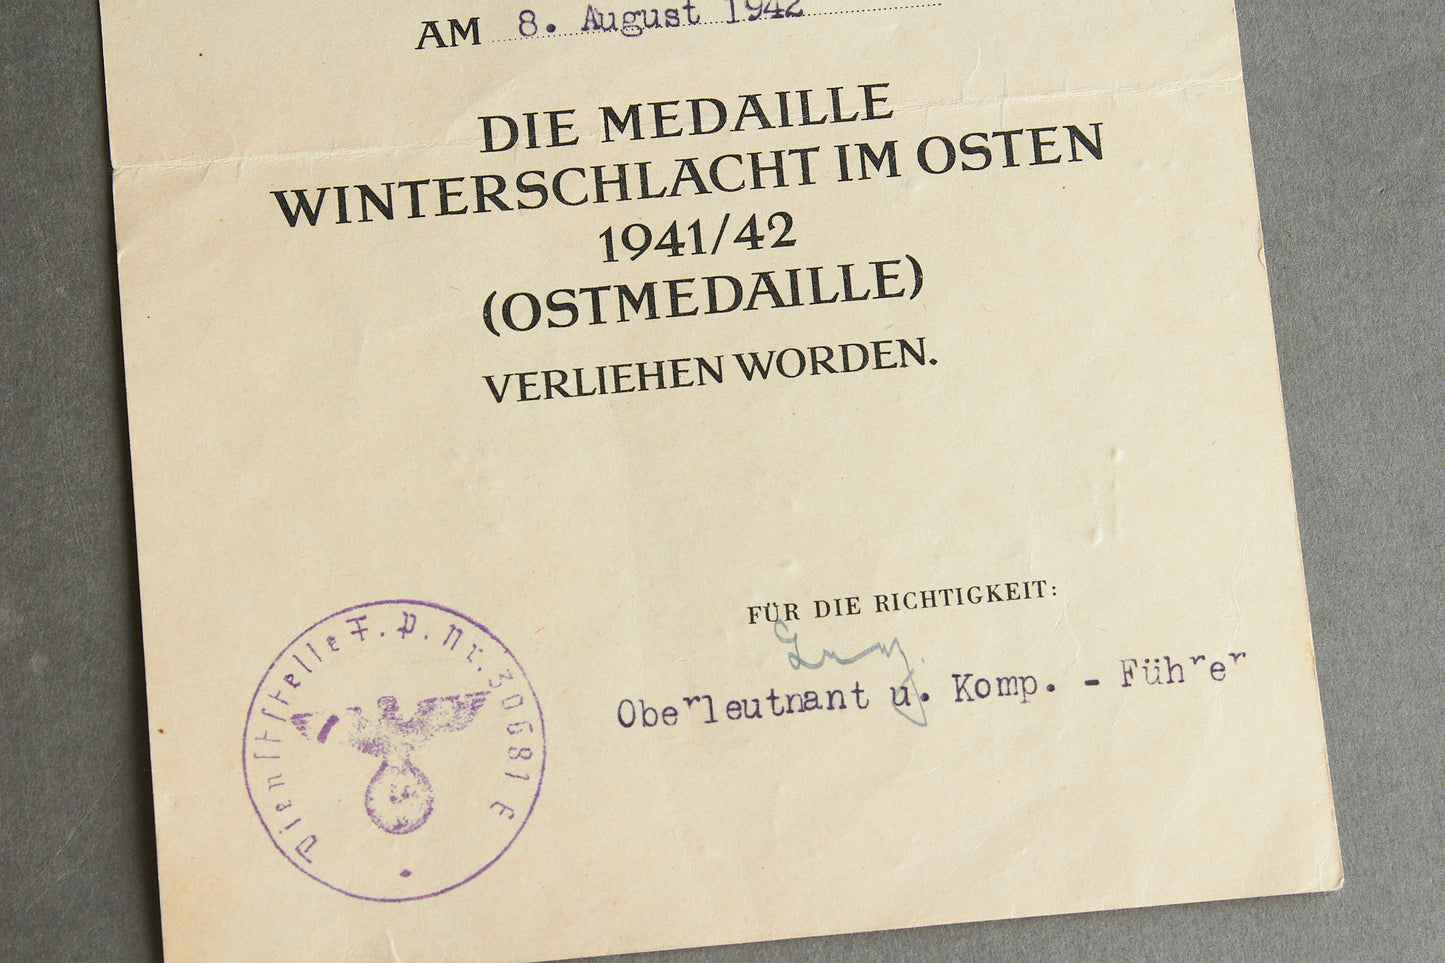 AM 8. August 1942
DIE MEDAILLE
WINTERSCHLACHT IM OSTEN
1941/42
(OSTMEDAILLE)
VERLIEHEN WORDEN.
FÜR DIE RICHTIGKEIT:
Oberleutnant u. Komp. - Führer
Dienststelle F. P. Nr. 30681 E